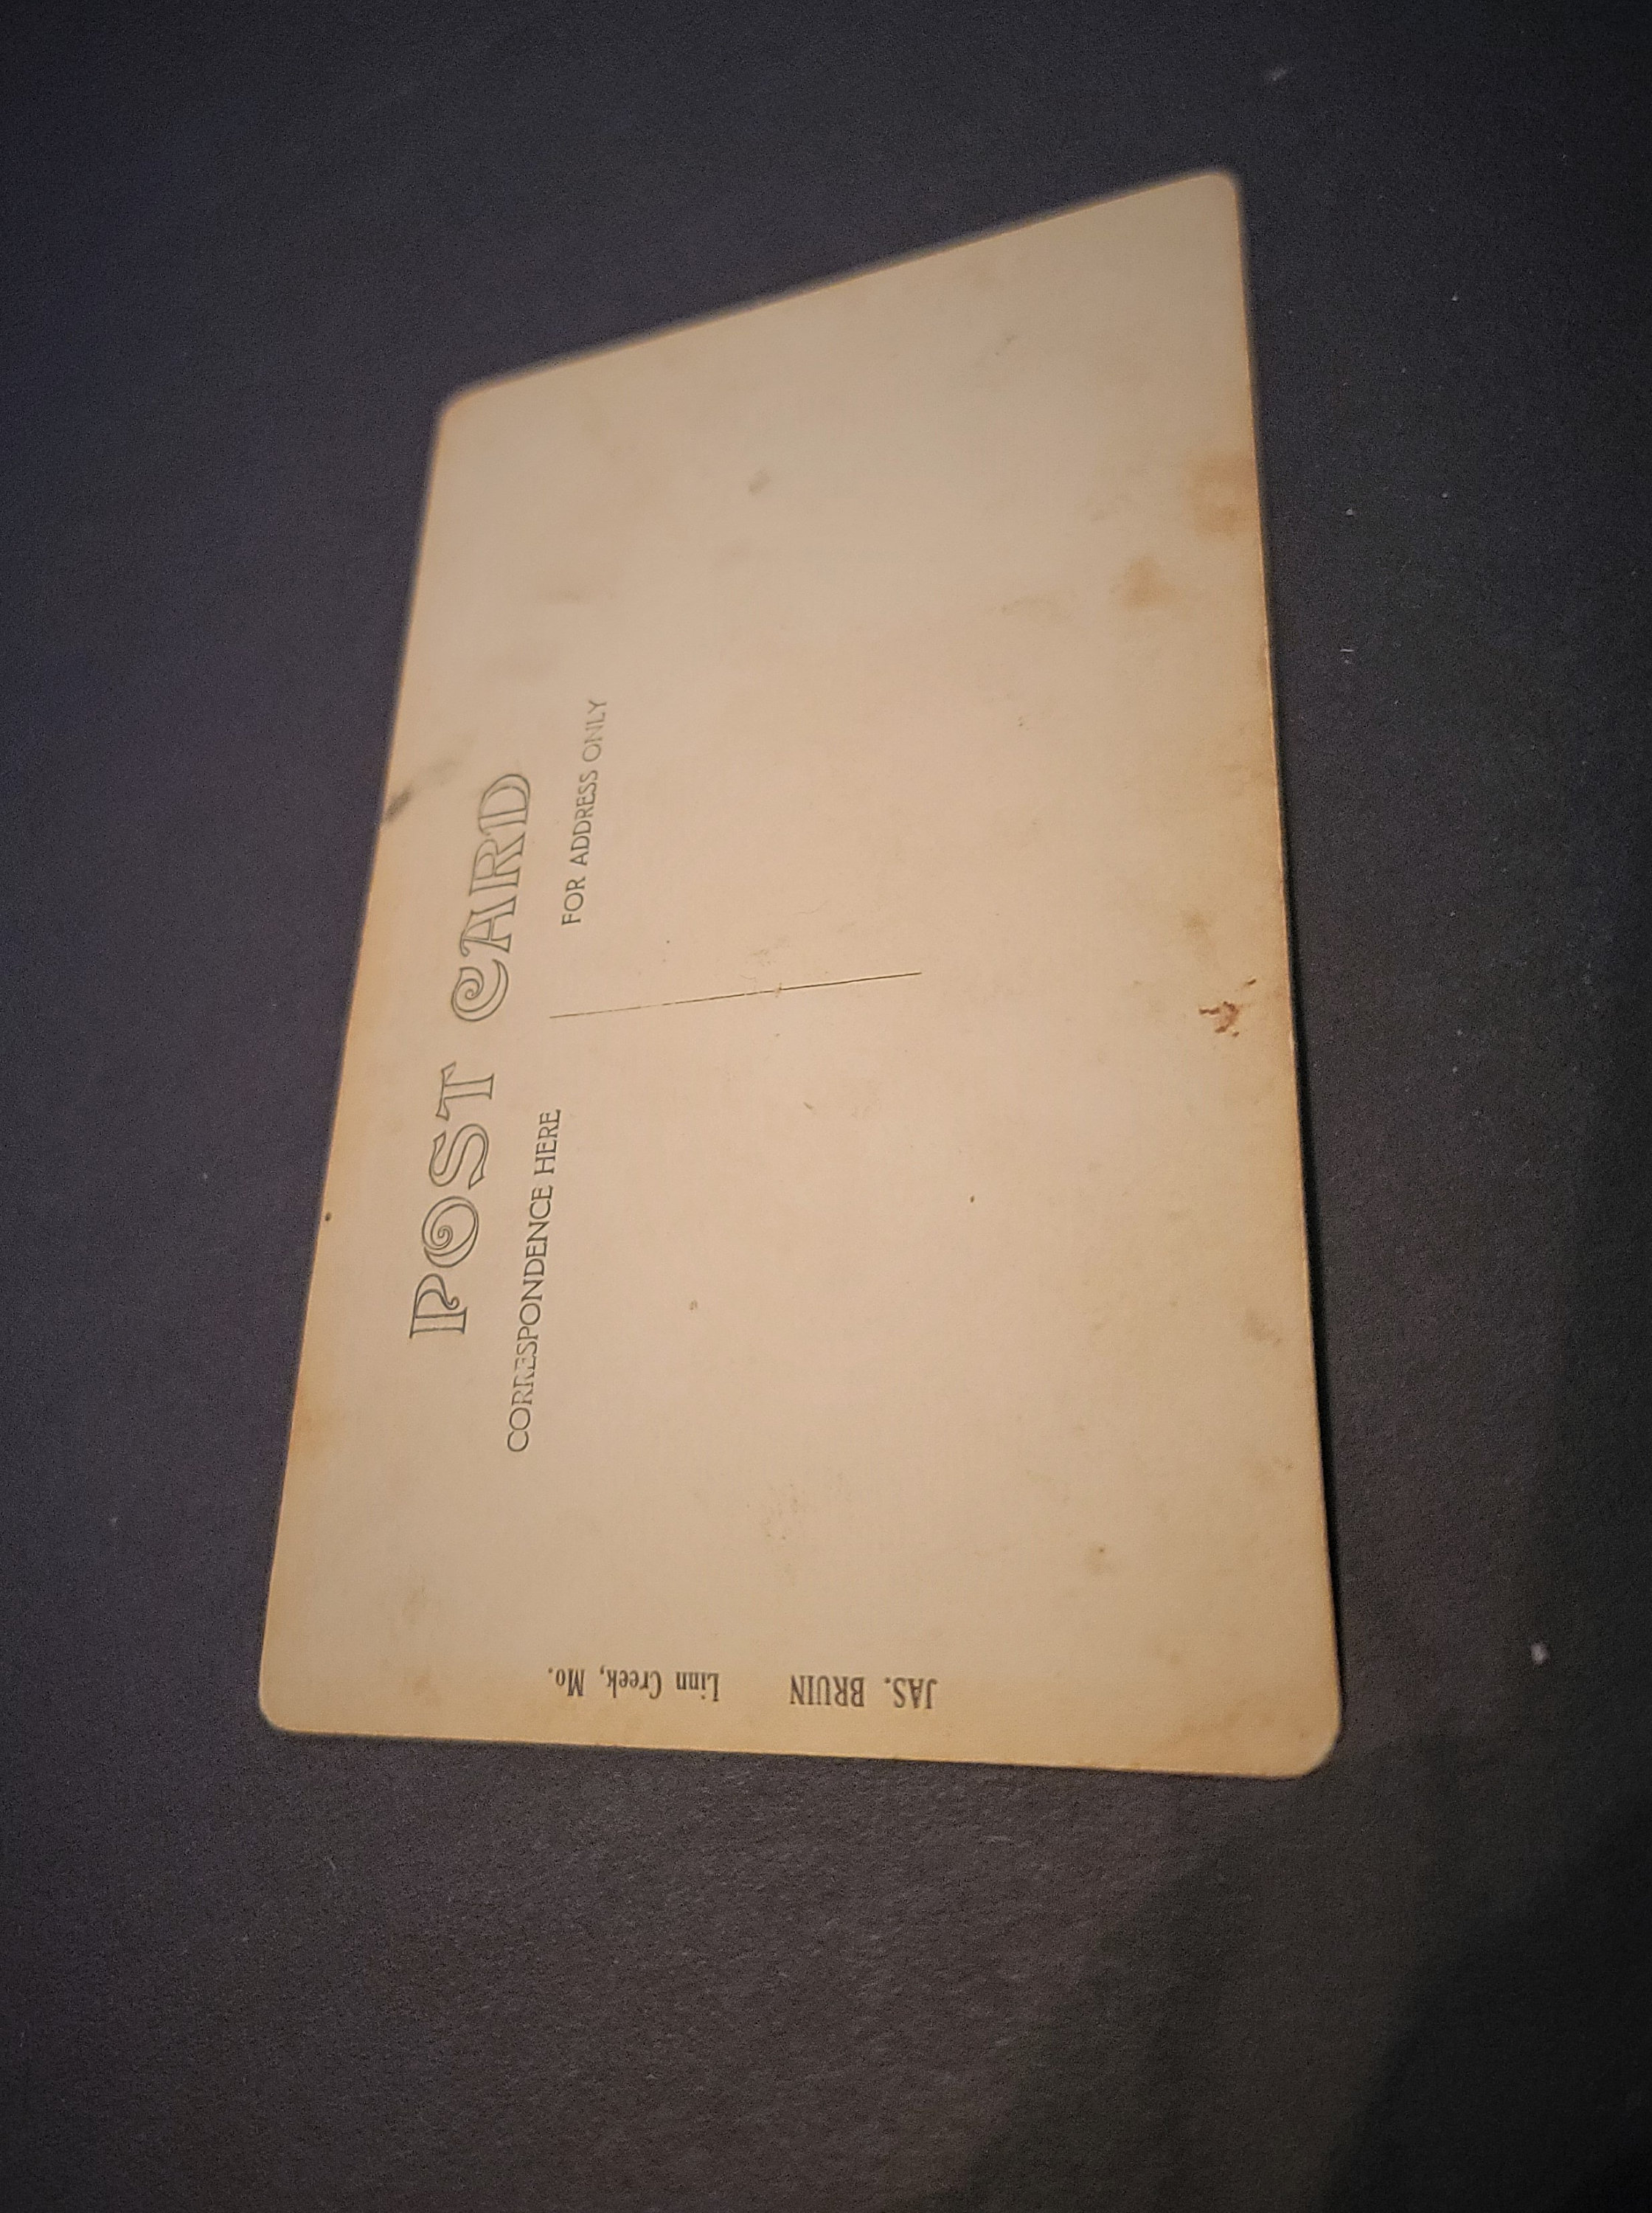 POST CARD
CORRESPONDENCE HERE
FOR ADDRESS ONLY
JAS. BRUIN Linn Creek, Mo.